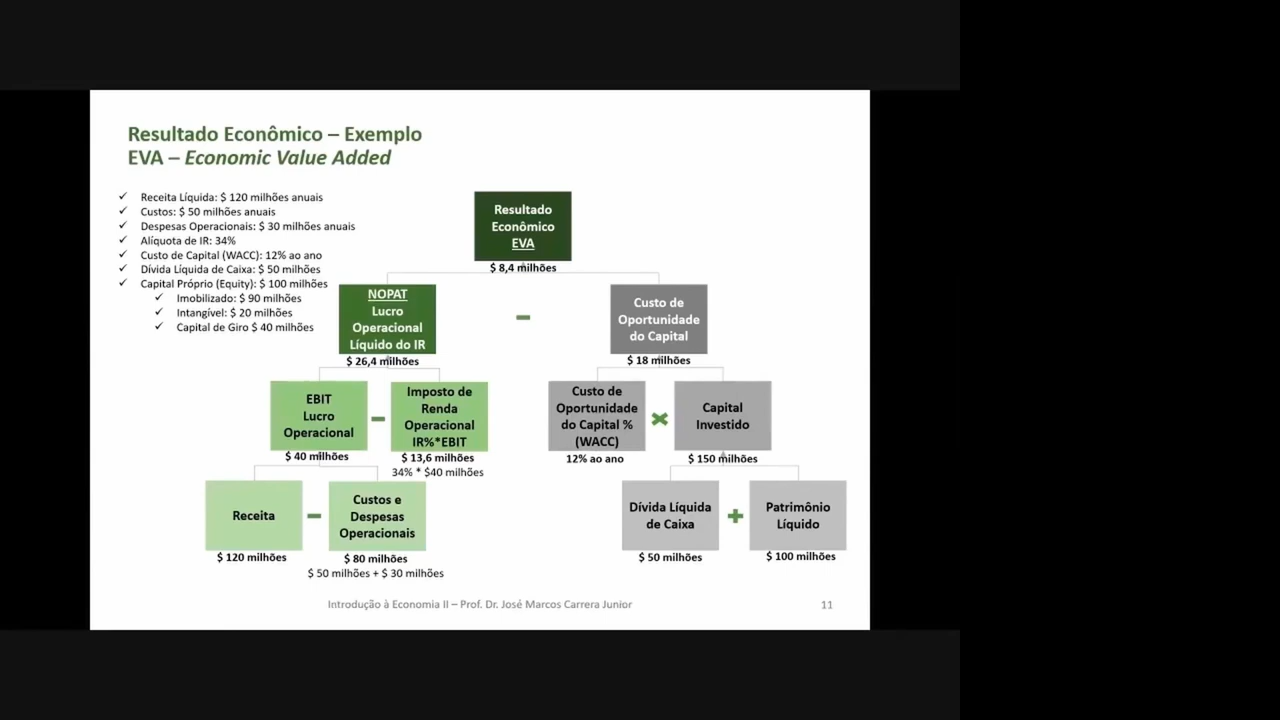 Resultado Econômico – Exemplo
EVA – Economic Value Added
✓ Receita Líquida: $ 120 milhões anuais
✓ Custos: $ 50 milhões anuais
✓ Despesas Operacionais: $ 30 milhões anuais
✓ Alíquota de IR: 34%
✓ Custo de Capital (WACC): 12% ao ano
✓ Dívida Líquida de Caixa: $ 50 milhões
✓ Capital Próprio (Equity): $ 100 milhões
✓ Imobilizado: $ 90 milhões
✓ Intangível: $ 20 milhões
✓ Capital de Giro $ 40 milhões
Resultado
Econômico
EVA
$ 8,4 milhões
NOPAT
Lucro
Operacional
Líquido do IR
$ 26,4 milhões
–
Custo de
Oportunidade
do Capital
$ 18 milhões
EBIT
Lucro
Operacional
$ 40 milhões
–
Imposto de
Renda
Operacional
IR%*EBIT
$ 13,6 milhões
34% * $40 milhões
Custo de
Oportunidade
do Capital %
(WACC)
12% ao ano
×
Capital
Investido
$ 150 milhões
Receita
$ 120 milhões
–
Custos e
Despesas
Operacionais
$ 80 milhões
$ 50 milhões + $ 30 milhões
Dívida Líquida
de Caixa
$ 50 milhões
+
Patrimônio
Líquido
$ 100 milhões
Introdução à Economia II – Prof. Dr. José Marcos Carrera Junior
11